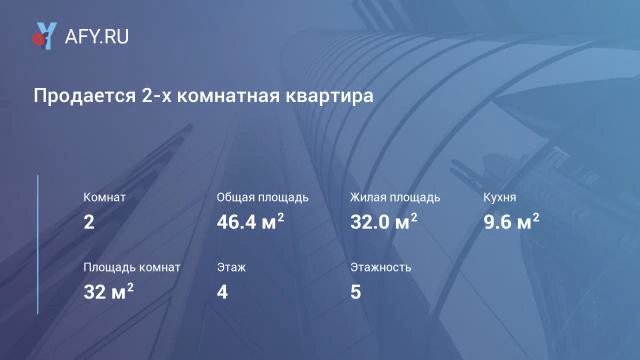 AFY.RU
Продается 2-х комнатная квартира
Комнат Общая площадь Жилая площадь Кухня
2 46.4 м² 32.0 м² 9.6 м²
Площадь комнат Этаж Этажность
32 м² 4 5